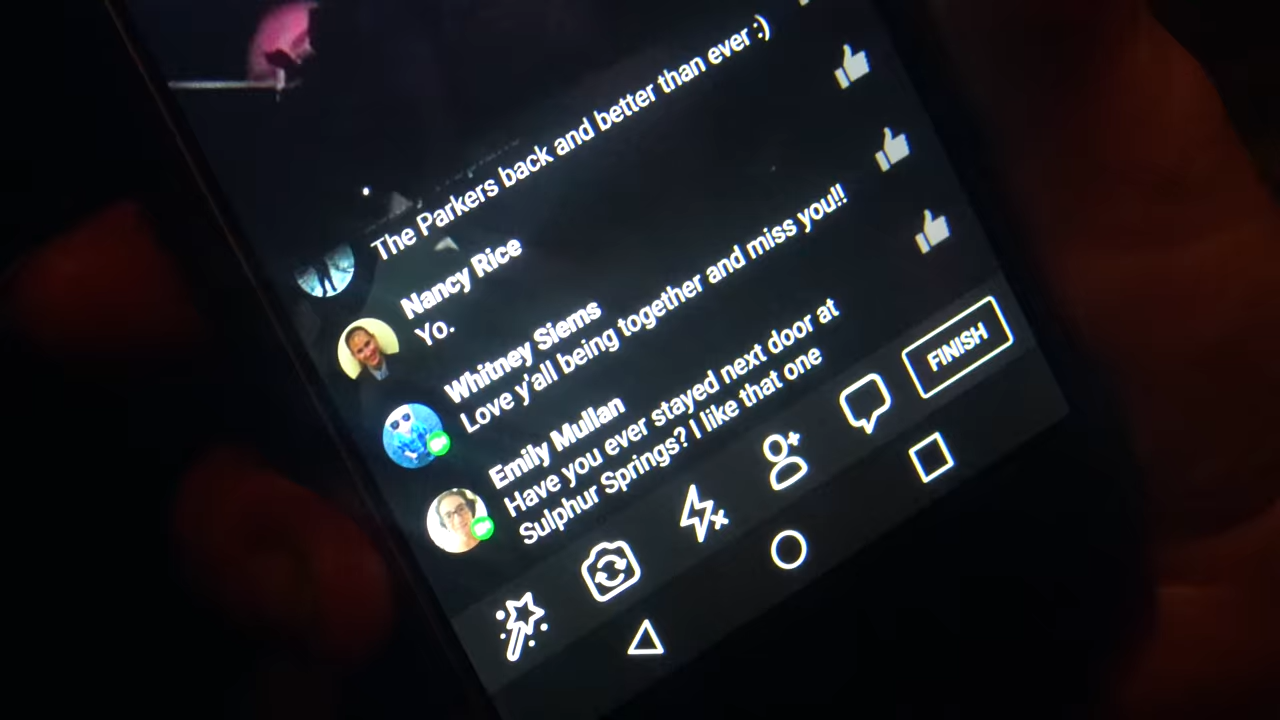 The Parkers back and better than ever :)
Nancy Rice
Yo.
Whitney Siems
Love y'all being together and miss you!!
Emily Mullan
Have you ever stayed next door at
Sulphur Springs? I like that one
FINISH